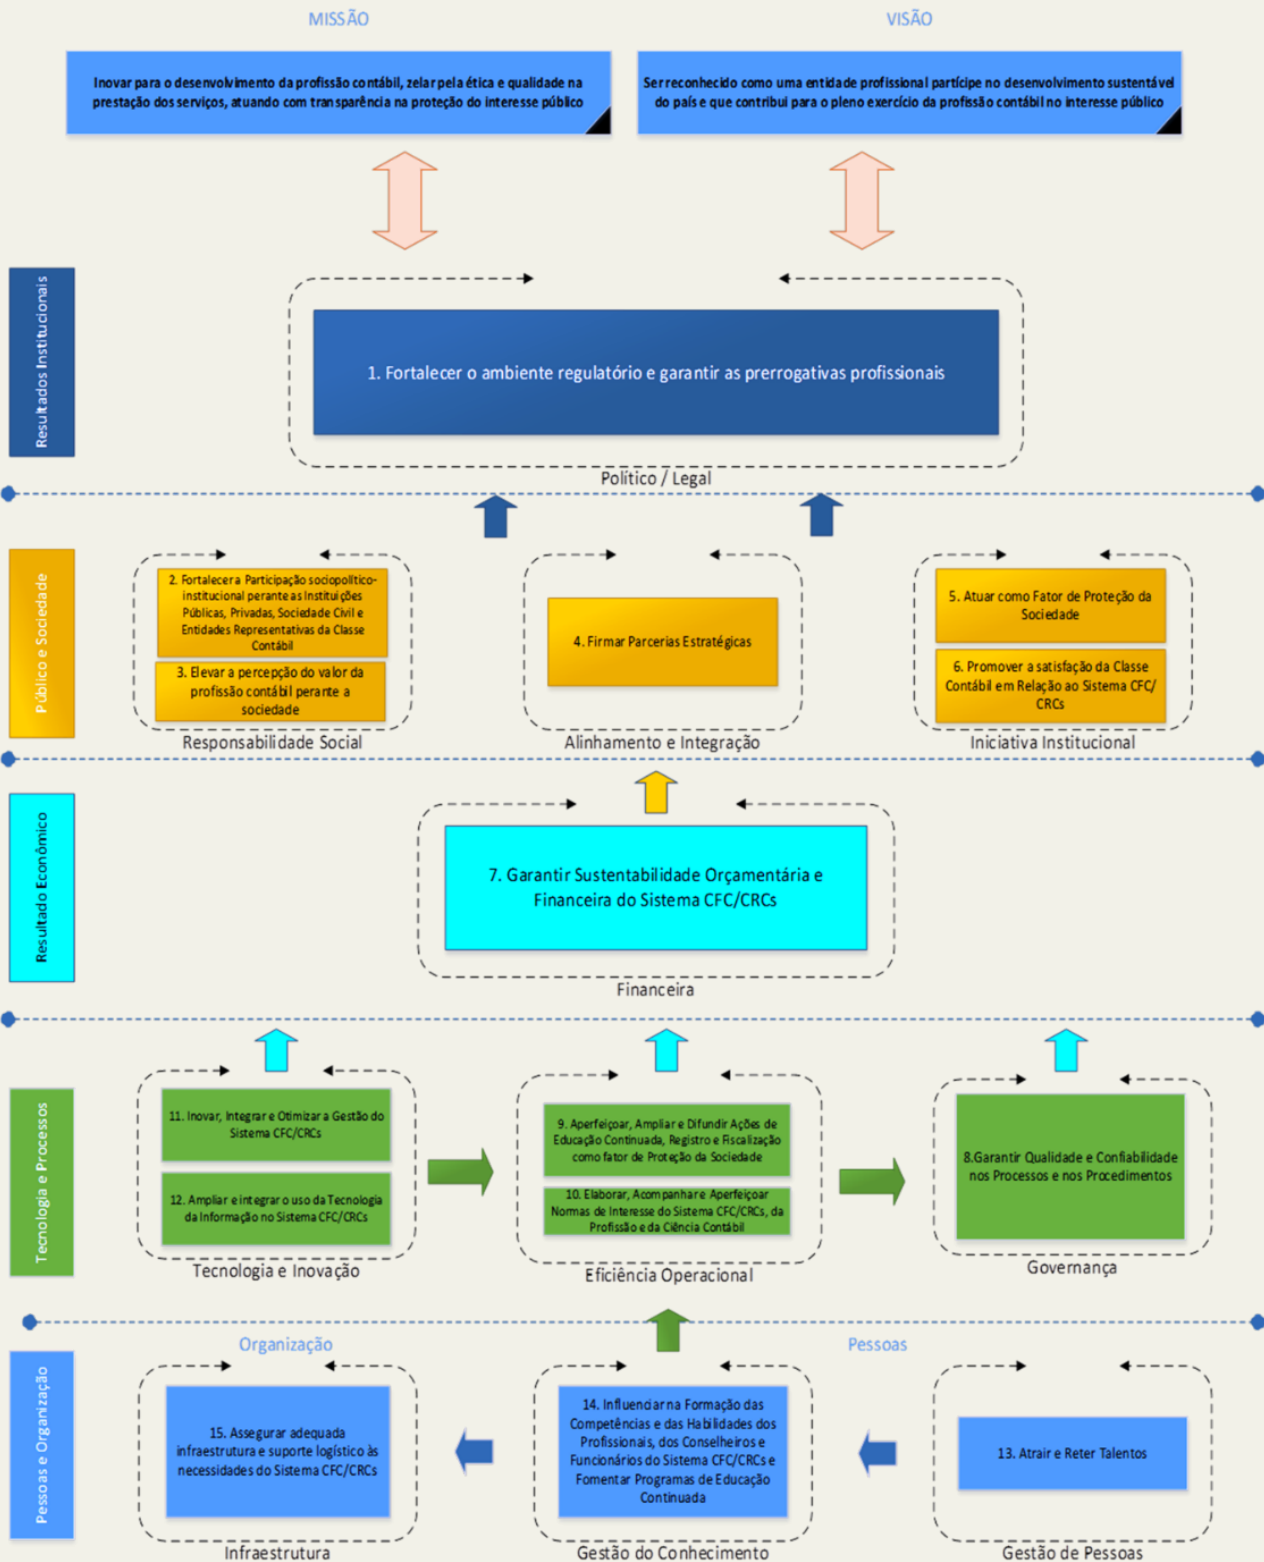 MISSÃO
VISÃO
Inovar para o desenvolvimento da profissão contábil, zelar pela ética e qualidade na
prestação dos serviços, atuando com transparência na proteção do interesse público
Ser reconhecido como uma entidade profissional partícipe no desenvolvimento sustentável
do país e que contribui para o pleno exercício da profissão contábil no interesse público
Resultados Institucionais
1. Fortalecer o ambiente regulatório e garantir as prerrogativas profissionais
Político / Legal
Público e Sociedade
2. Fortalecer a Participação sociopolítico-
institucional perante as Instituições
Públicas, Privadas, Sociedade Civil e
Entidades Representativas da Classe
Contábil
3. Elevar a percepção do valor da
profissão contábil perante a
sociedade
Responsabilidade Social
4. Firmar Parcerias Estratégicas
Alinhamento e Integração
5. Atuar como Fator de Proteção da
Sociedade
6. Promover a satisfação da Classe
Contábil em Relação ao Sistema CFC/
CRCs
Iniciativa Institucional
Resultado Econômico
7. Garantir Sustentabilidade Orçamentária e
Financeira do Sistema CFC/CRCs
Financeira
Tecnologia e Processos
11. Inovar, Integrar e Otimizar a Gestão do
Sistema CFC/CRCs
12. Ampliar e integrar o uso da Tecnologia
da Informação no Sistema CFC/CRCs
Tecnologia e Inovação
9. Aperfeiçoar, Ampliar e Difundir Ações de
Educação Continuada, Registro e Fiscalização
como fator de Proteção da Sociedade
10. Elaborar, Acompanhar e Aperfeiçoar
Normas de Interesse do Sistema CFC/CRCs, da
Profissão e da Ciência Contábil
Eficiência Operacional
8.Garantir Qualidade e Confiabilidade
nos Processos e nos Procedimentos
Governança
Pessoas e Organização
Organização
Pessoas
15. Assegurar adequada
infraestrutura e suporte logístico às
necessidades do Sistema CFC/CRCs
Infraestrutura
14. Influenciar na Formação das
Competências e das Habilidades dos
Profissionais, dos Conselheiros e
Funcionários do Sistema CFC/CRCs e
Fomentar Programas de Educação
Continuada
Gestão do Conhecimento
13. Atrair e Reter Talentos
Gestão de Pessoas